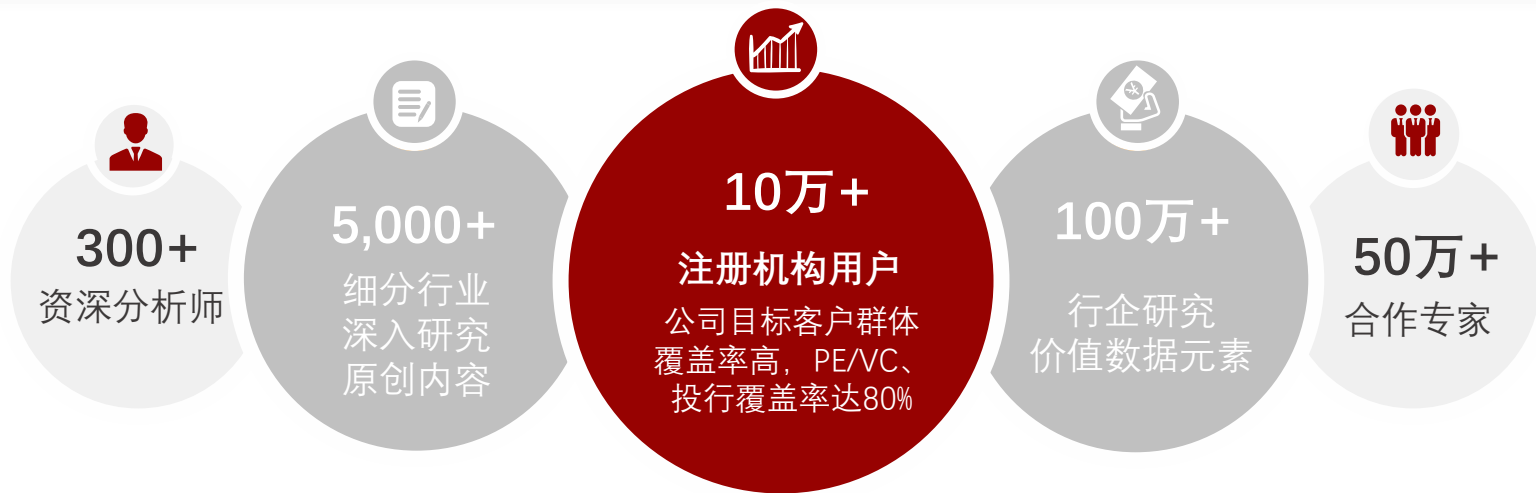 300+
资深分析师
5,000+
细分行业
深入研究
原创内容
10万+
注册机构用户
公司目标客户群体
覆盖率高，PE/VC、
投行覆盖率达80%
100万+
行企研究
价值数据元素
50万+
合作专家